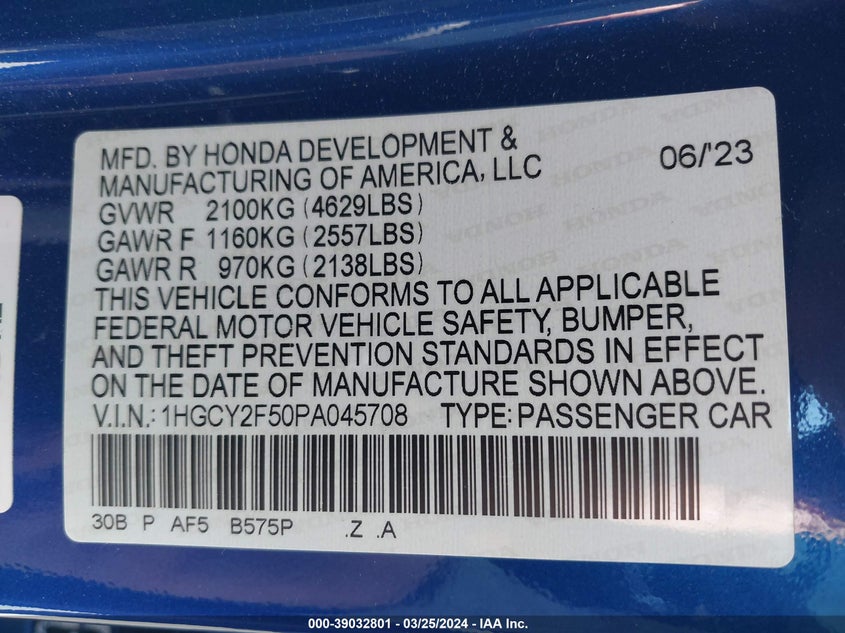 MFD. BY HONDA DEVELOPMENT &
MANUFACTURING OF AMERICA, LLC 06/'23
GVWR 2100KG (4629LBS)
GAWR F 1160KG (2557LBS)
GAWR R 970KG (2138LBS)
THIS VEHICLE CONFORMS TO ALL APPLICABLE
FEDERAL MOTOR VEHICLE SAFETY, BUMPER,
AND THEFT PREVENTION STANDARDS IN EFFECT
ON THE DATE OF MANUFACTURE SHOWN ABOVE.
V.I.N.: 1HGCY2F50PA045708 TYPE: PASSENGER CAR
30B P AF5 B575P .Z .A
000-39032801 - 03/25/2024 - IAA Inc.